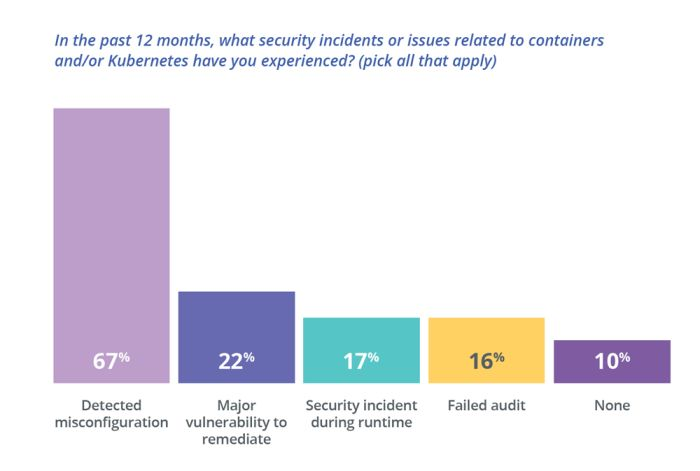 In the past 12 months, what security incidents or issues related to containers
and/or Kubernetes have you experienced? (pick all that apply)
67%
22%
17%
16%
10%
Detected
misconfiguration
Major
vulnerability to
remediate
Security incident
during runtime
Failed audit
None